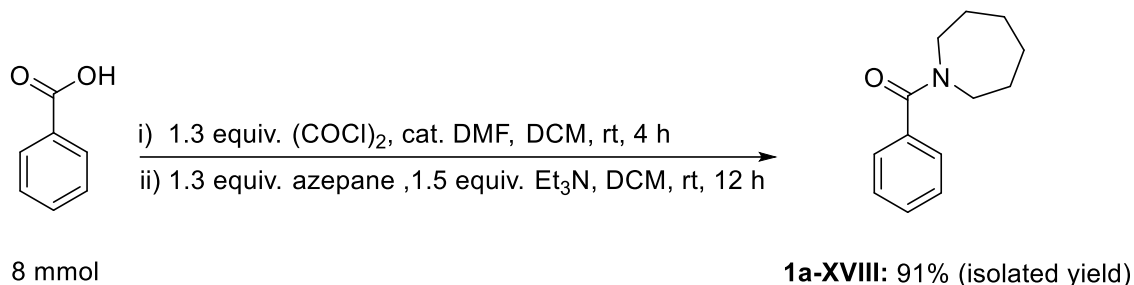 O OH
O N
i) 1.3 equiv. (COCl)2, cat. DMF, DCM, rt, 4 h
ii) 1.3 equiv. azepane ,1.5 equiv. Et3N, DCM, rt, 12 h
8 mmol
1a-XVIII: 91% (isolated yield)